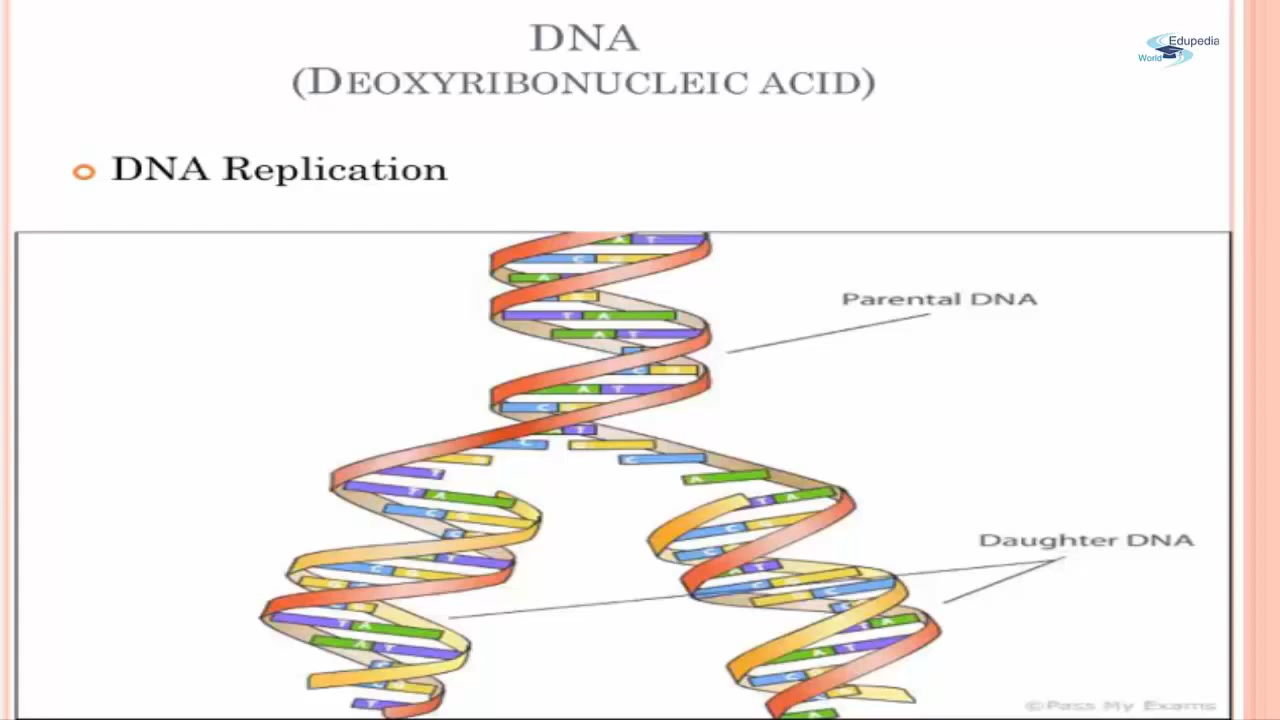 DNA
(DEOXYRIBONUCLEIC ACID)
Edupedia
World
DNA Replication
Parental DNA
Daughter DNA
©Pass My Exams